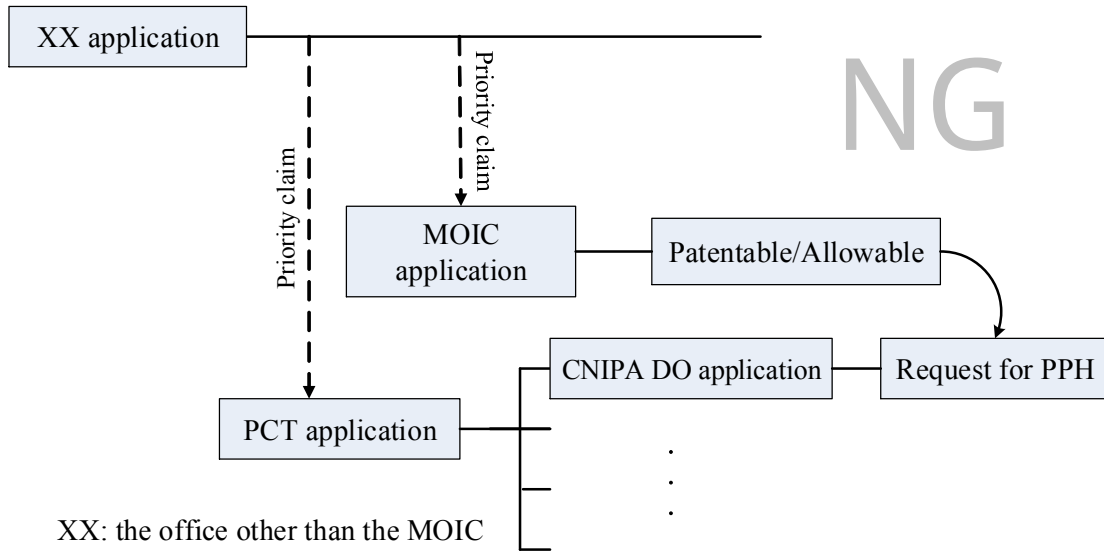 XX application
NG
Priority claim
Priority claim
MOIC
application
Patentable/Allowable
CNIPA DO application
Request for PPH
PCT application
XX: the office other than the MOIC